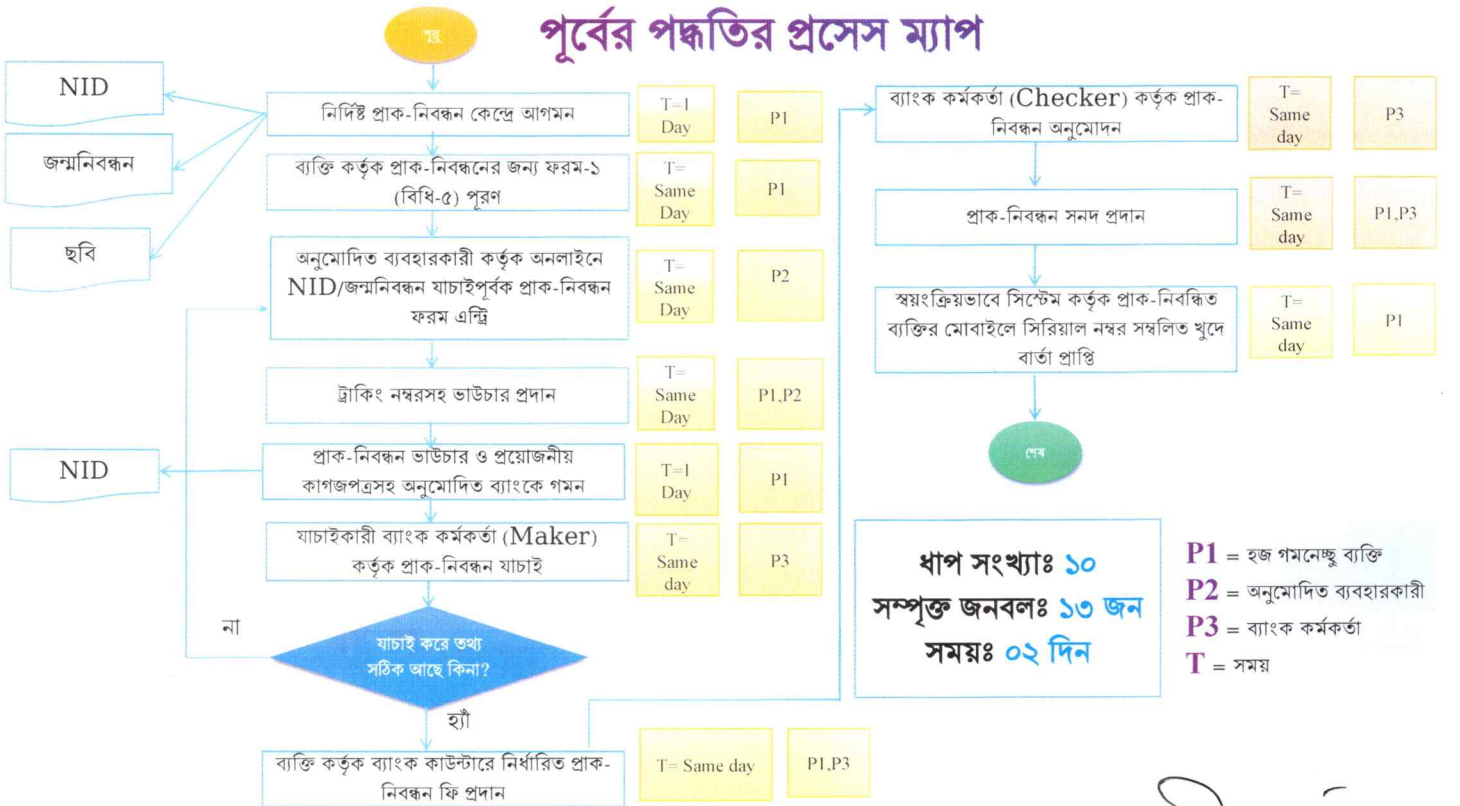 পূর্বের পদ্ধতির প্রসেস ম্যাপ
শুরু
NID
জন্মনিবন্ধন
ছবি
নির্দিষ্ট প্রাক-নিবন্ধন কেন্দ্রে আগমন
T=1
Day
P1
ব্যক্তি কর্তৃক প্রাক-নিবন্ধনের জন্য ফরম-১
(বিধি-৫) পূরণ
T=
Same
Day
P1
অনুমোদিত ব্যবহারকারী কর্তৃক অনলাইনে
NID/জন্মনিবন্ধন যাচাইপূর্বক প্রাক-নিবন্ধন
ফরম এন্ট্রি
T=
Same
Day
P2
ট্রাকিং নম্বরসহ ভাউচার প্রদান
T=
Same
Day
P1,P2
NID
প্রাক-নিবন্ধন ভাউচার ও প্রয়োজনীয়
কাগজপত্রসহ অনুমোদিত ব্যাংকে গমন
T=1
Day
P1
যাচাইকারী ব্যাংক কর্মকর্তা (Maker)
কর্তৃক প্রাক-নিবন্ধন যাচাই
T=
Same
day
P3
যাচাই করে তথ্য
সঠিক আছে কিনা?
না
হ্যাঁ
ব্যক্তি কর্তৃক ব্যাংক কাউন্টারে নির্ধারিত প্রাক-
নিবন্ধন ফি প্রদান
T= Same day
P1,P3
ব্যাংক কর্মকর্তা (Checker) কর্তৃক প্রাক-
নিবন্ধন অনুমোদন
T=
Same
day
P3
প্রাক-নিবন্ধন সনদ প্রদান
T=
Same
day
P1,P3
স্বয়ংক্রিয়ভাবে সিস্টেম কর্তৃক প্রাক-নিবন্ধিত
ব্যক্তির মোবাইলে সিরিয়াল নম্বর সম্বলিত খুদে
বার্তা প্রাপ্তি
T=
Same
day
P1
শেষ
ধাপ সংখ্যাঃ ১০
সম্পৃক্ত জনবলঃ ১৩ জন
সময়ঃ ০২ দিন
P1 = হজ গমনেচ্ছু ব্যক্তি
P2 = অনুমোদিত ব্যবহারকারী
P3 = ব্যাংক কর্মকর্তা
T = সময়